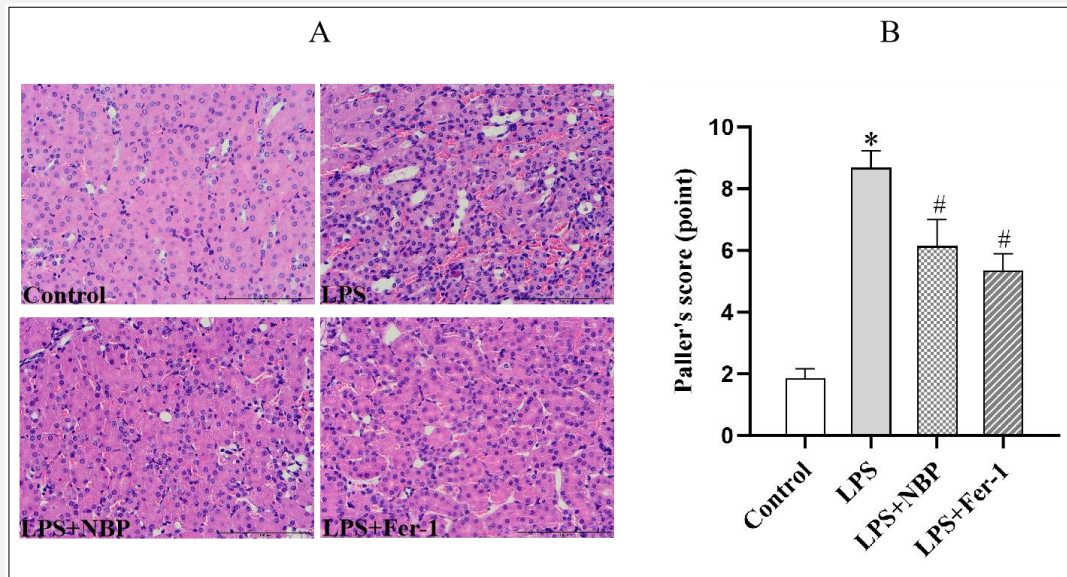 A
B
Control
LPS
LPS+NBP
LPS+Fer-1
Paller's score (point)
10
8
6
4
2
0
*
#
#
Control
LPS
LPS+NBP
LPS+Fer-1